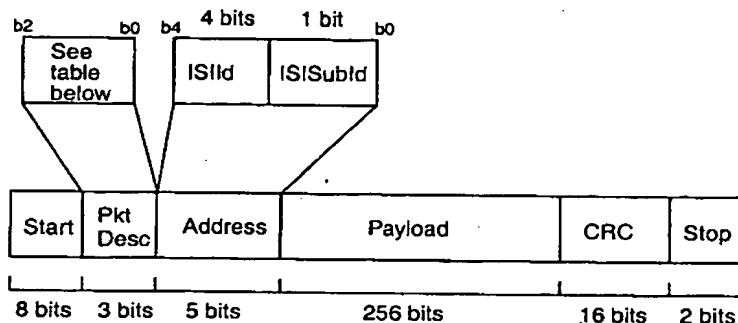 4 bits 1 bit
b2 b0 b4 b0
See
table
below
ISIId ISISubId
Start Pkt
Desc Address Payload CRC Stop
8 bits 3 bits 5 bits 256 bits 16 bits 2 bits